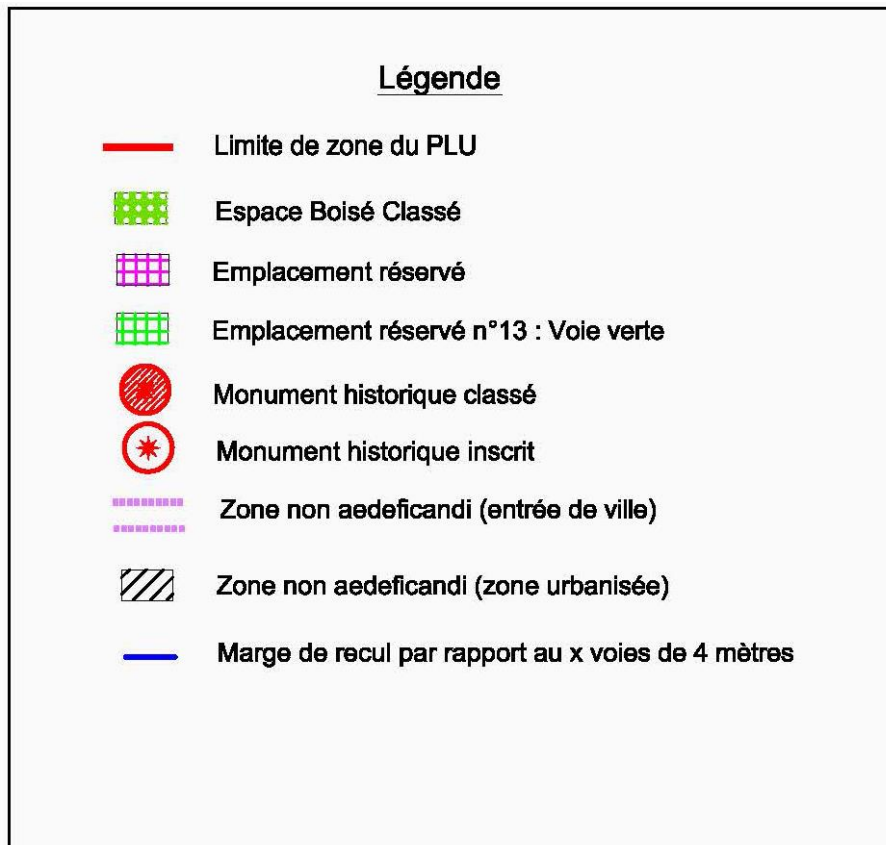 Légende
Limite de zone du PLU
Espace Boisé Classé
Emplacement réservé
Emplacement réservé n°13 : Voie verte
Monument historique classé
Monument historique inscrit
Zone non aedeficandi (entrée de ville)
Zone non aedeficandi (zone urbanisée)
Marge de recul par rapport au x voies de 4 mètres